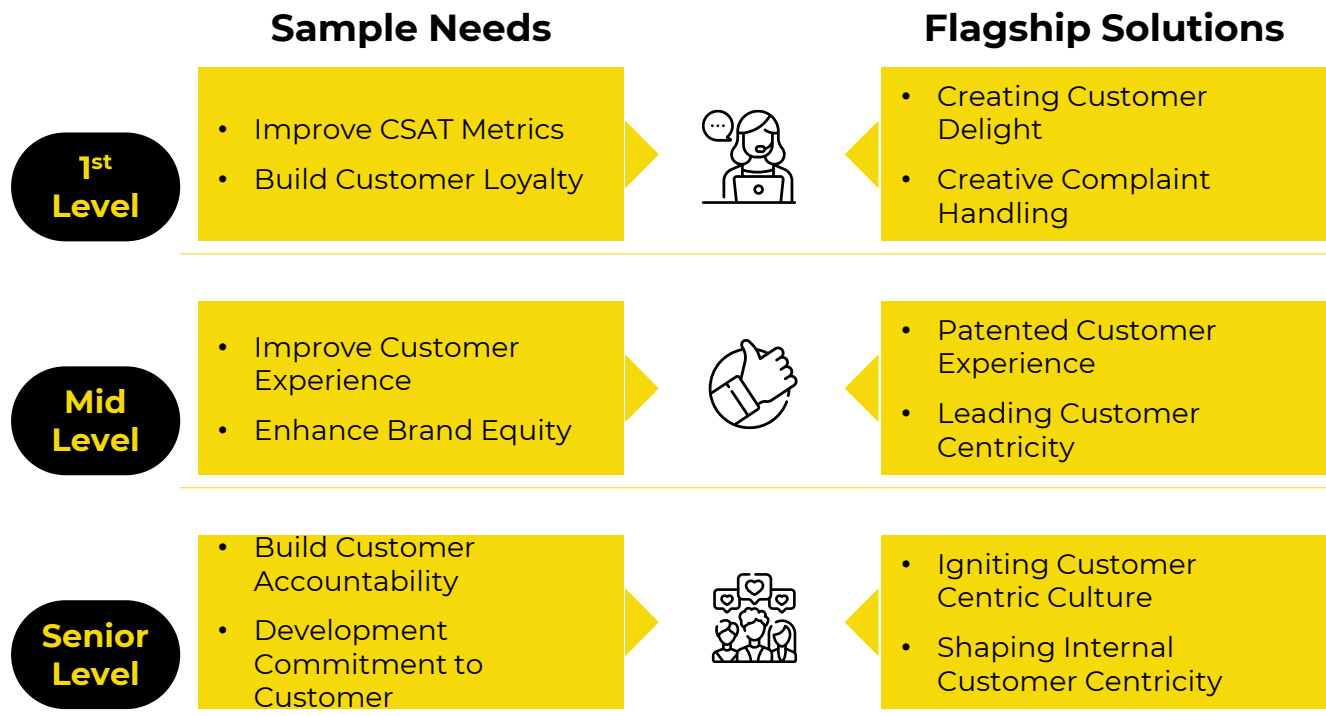 Sample Needs
Flagship Solutions
1st
Level
• Improve CSAT Metrics
• Build Customer Loyalty
• Creating Customer
Delight
• Creative Complaint
Handling
Mid
Level
• Improve Customer
Experience
• Enhance Brand Equity
• Patented Customer
Experience
• Leading Customer
Centricity
Senior
Level
• Build Customer
Accountability
• Development
Commitment to
Customer
• Igniting Customer
Centric Culture
• Shaping Internal
Customer Centricity